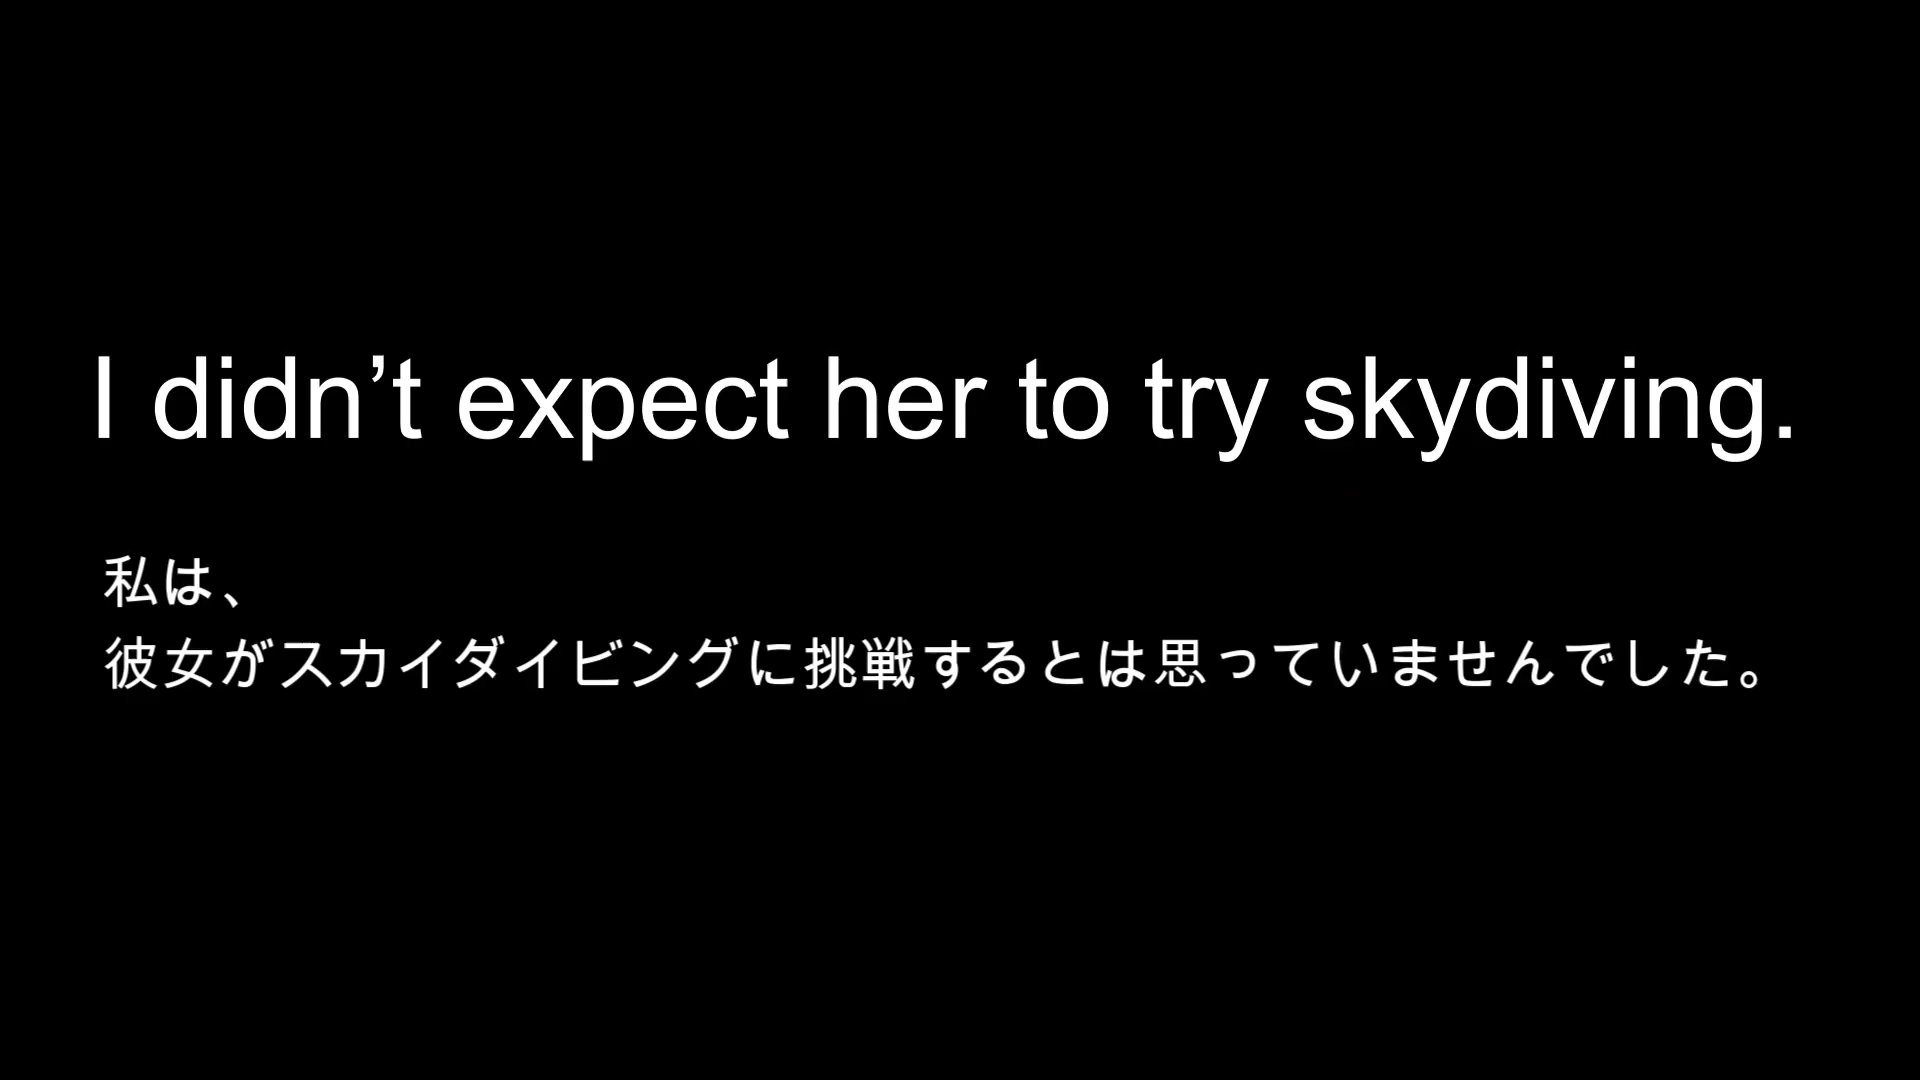 I didn’t expect her to try skydiving.
私は、
彼女がスカイダイビングに挑戦するとは思っていませんでした。